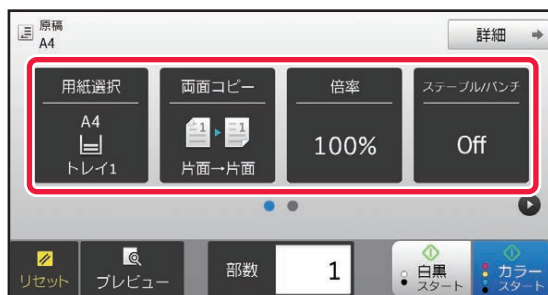 原稿
A4
詳細
用紙選択
両面コピー
倍率
ステープル/パンチ
A4
トレイ1
1
1
片面→片面
100%
Off
リセット
プレビュー
部数
1
白黒
スタート
カラー
スタート